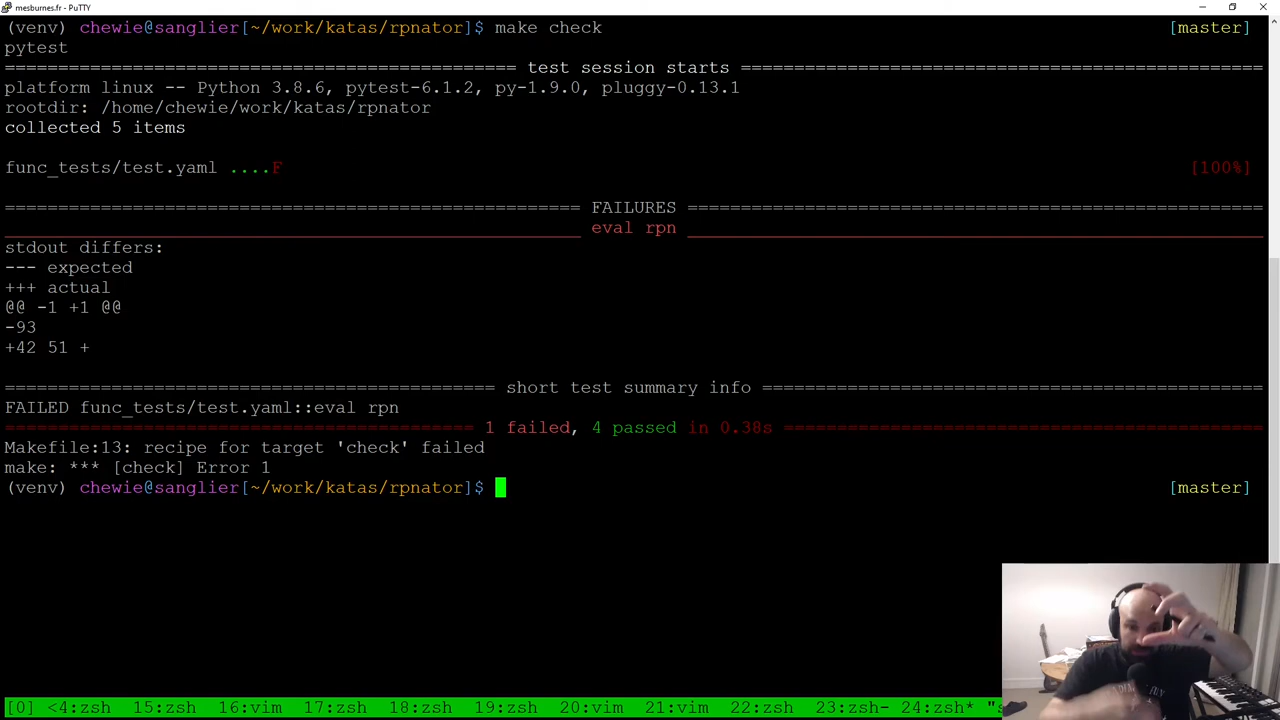 mesburnes.fr - PuTTY
(venv) chewie@sanglier[~/work/katas/rpnator]$ make check [master]
pytest
================================================ test session starts =================================================
platform linux -- Python 3.8.6, pytest-6.1.2, py-1.9.0, pluggy-0.13.1
rootdir: /home/chewie/work/katas/rpnator
collected 5 items
func_tests/test.yaml ....F [100%]
====================================================== FAILURES ======================================================
______________________________________________________ eval rpn ______________________________________________________
stdout differs:
--- expected
+++ actual
@@ -1 +1 @@
-93
+42 51 +
============================================== short test summary info ===============================================
FAILED func_tests/test.yaml::eval rpn
============================================ 1 failed, 4 passed in 0.38s =============================================
Makefile:13: recipe for target 'check' failed
make: *** [check] Error 1
(venv) chewie@sanglier[~/work/katas/rpnator]$ [master]
[0] <4:zsh 15:zsh 16:vim 17:zsh 18:zsh 19:zsh 20:vim 21:vim 22:zsh 23:zsh- 24:zsh* "s